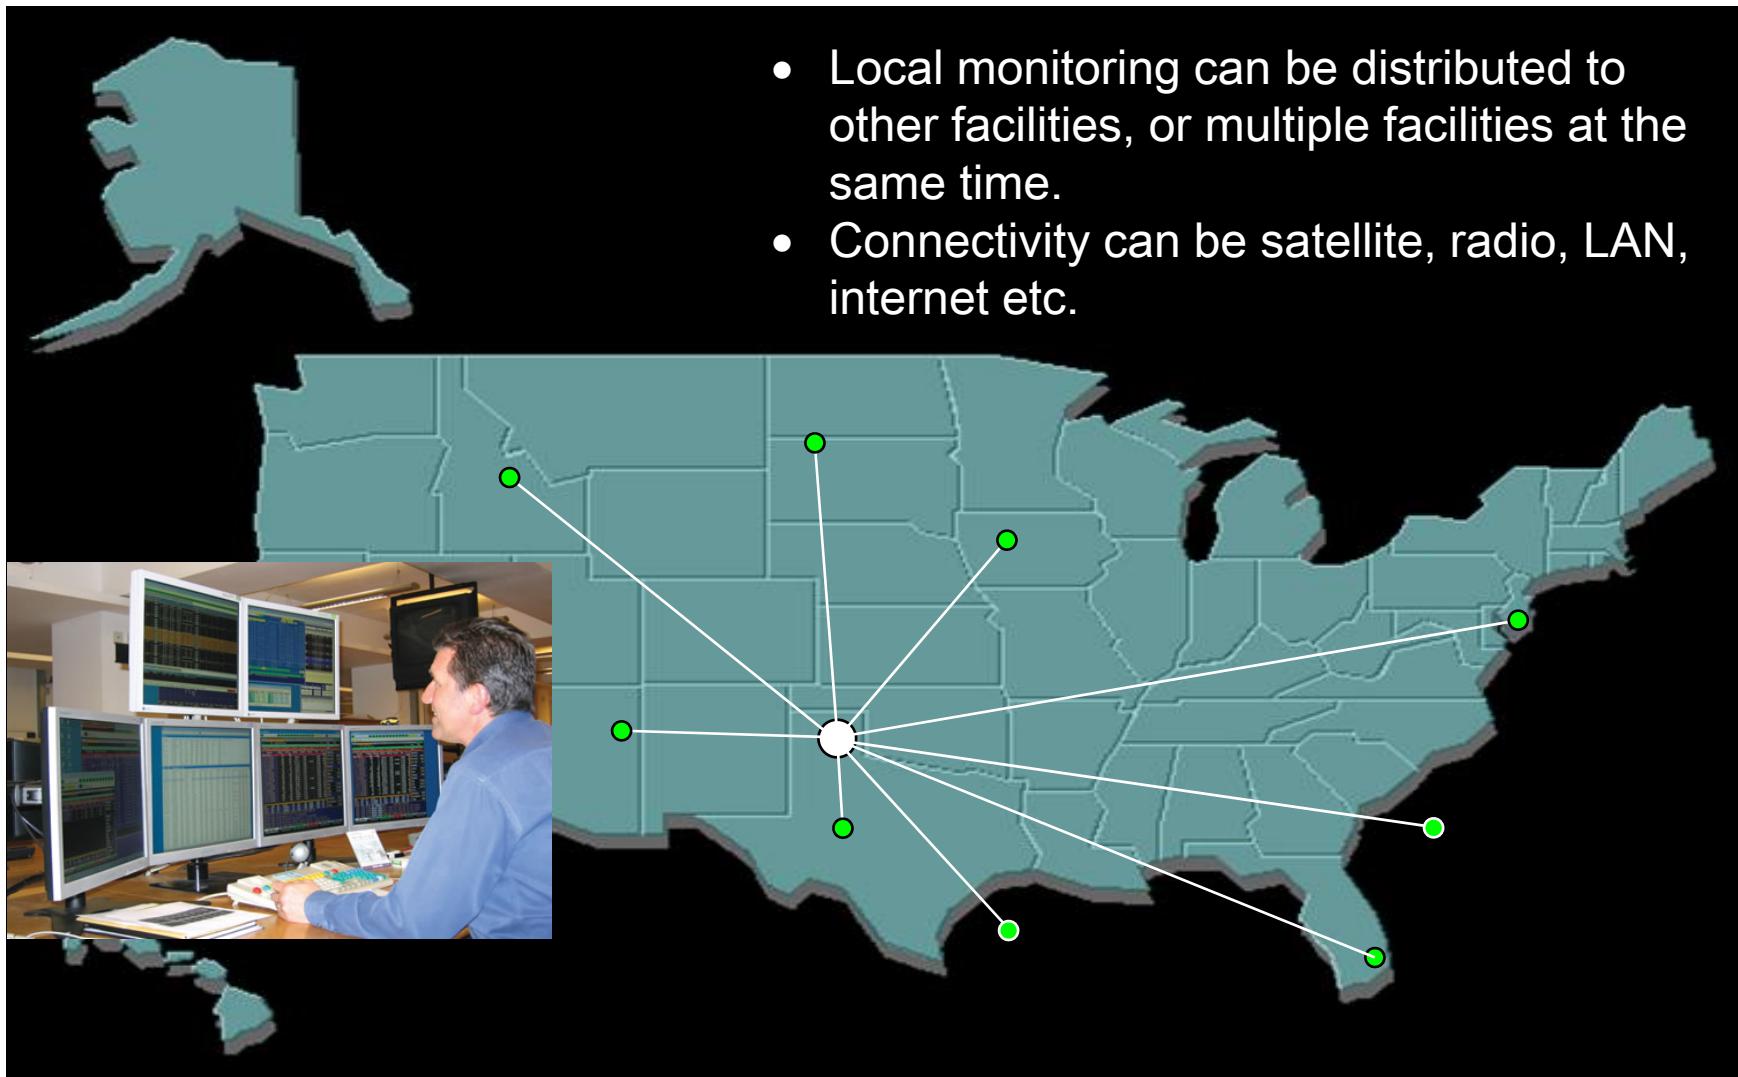 • Local monitoring can be distributed to
other facilities, or multiple facilities at the
same time.
• Connectivity can be satellite, radio, LAN,
internet etc.